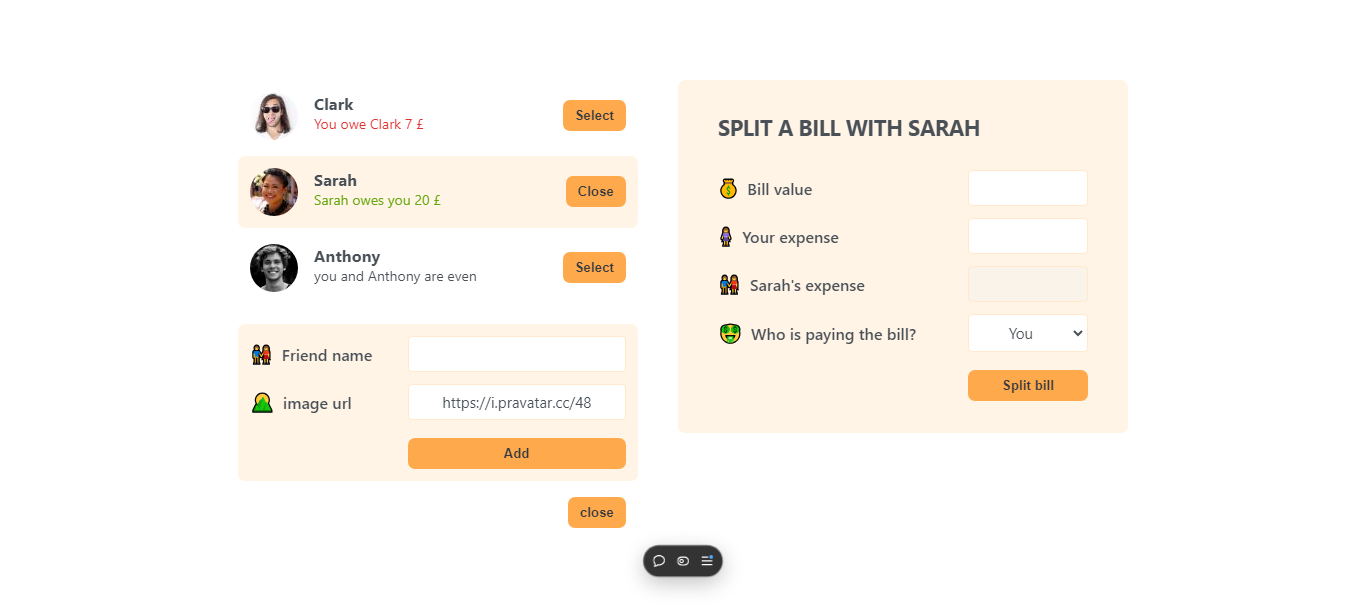 Clark
You owe Clark 7 £
Select
Sarah
Sarah owes you 20 £
Close
Anthony
you and Anthony are even
Select
Friend name
image url
https://i.pravatar.cc/48
Add
close
SPLIT A BILL WITH SARAH
Bill value
Your expense
Sarah's expense
Who is paying the bill?
You
Split bill